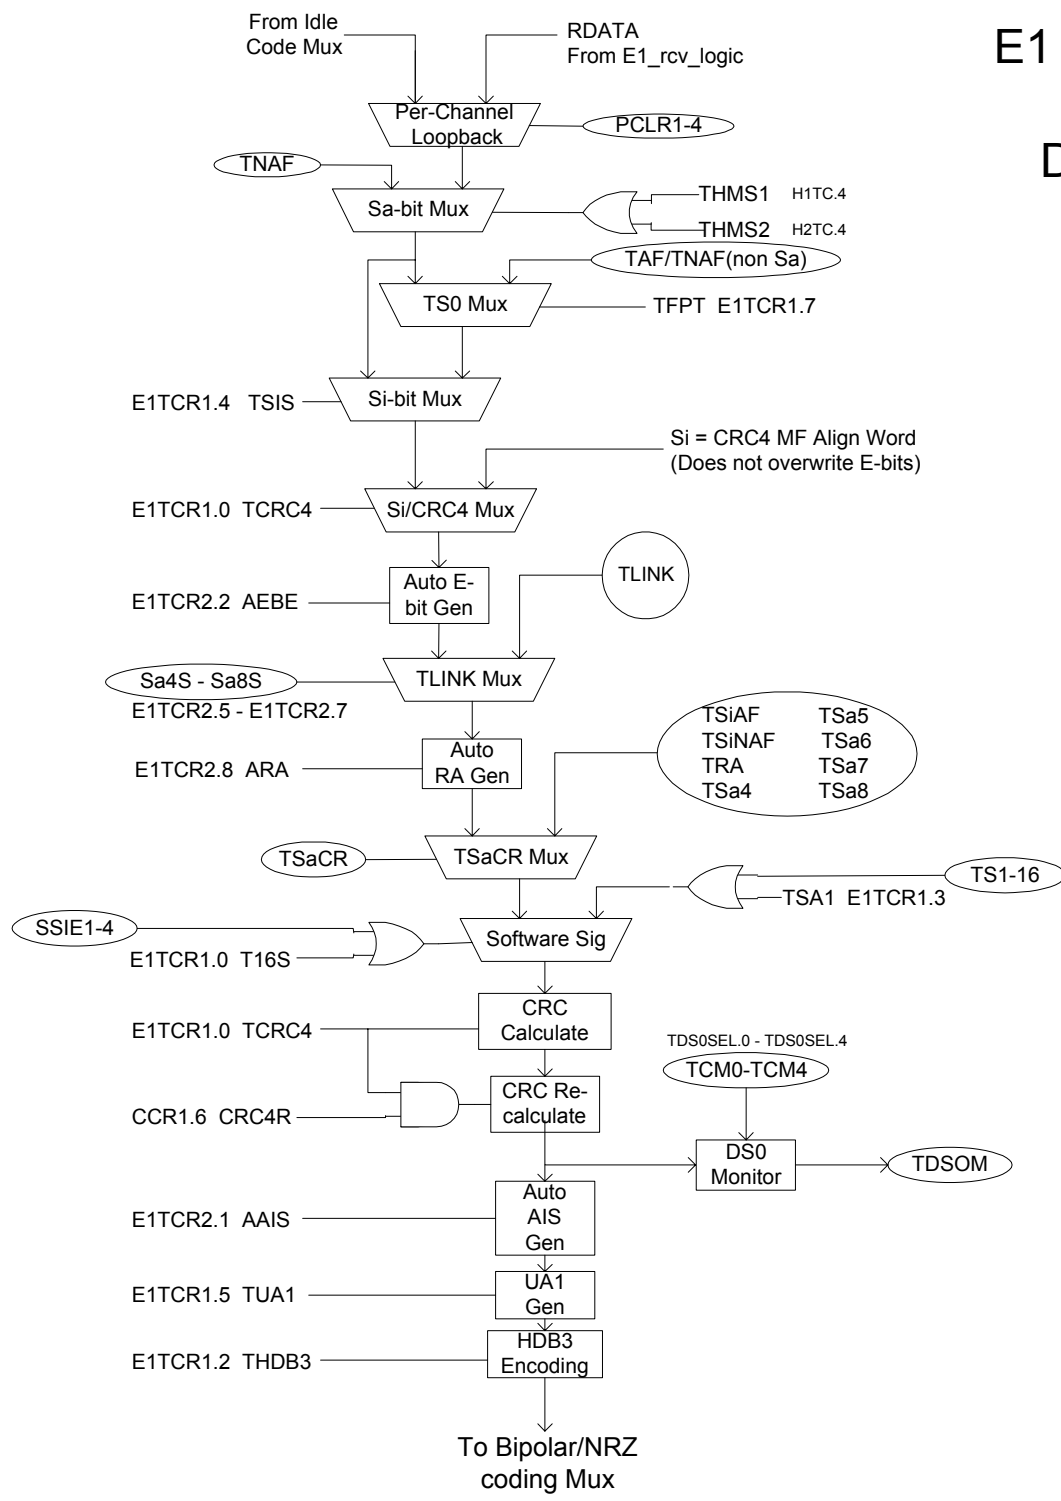 From Idle
Code Mux
RDATA
From E1_rcv_logic
E1
Per-Channel
Loopback
PCLR1-4
D
TNAF
Sa-bit Mux
THMS1 H1TC.4
THMS2 H2TC.4
TAF/TNAF(non Sa)
TS0 Mux
TFPT E1TCR1.7
E1TCR1.4 TSIS
Si-bit Mux
Si = CRC4 MF Align Word
(Does not overwrite E-bits)
E1TCR1.0 TCRC4
Si/CRC4 Mux
Auto E-
bit Gen
TLINK
E1TCR2.2 AEBE
Sa4S - Sa8S
TLINK Mux
E1TCR2.5 - E1TCR2.7
TSiAF TSa5
TSiNAF TSa6
TRA TSa7
TSa4 TSa8
Auto
RA Gen
E1TCR2.8 ARA
TSaCR
TSaCR Mux
TS1-16
TSA1 E1TCR1.3
SSIE1-4
Software Sig
E1TCR1.0 T16S
CRC
Calculate
E1TCR1.0 TCRC4
TDS0SEL.0 - TDS0SEL.4
TCM0-TCM4
CRC Re-
calculate
CCR1.6 CRC4R
DS0
Monitor
TDSOM
Auto
AIS
Gen
E1TCR2.1 AAIS
UA1
Gen
E1TCR1.5 TUA1
HDB3
Encoding
E1TCR1.2 THDB3
To Bipolar/NRZ
coding Mux